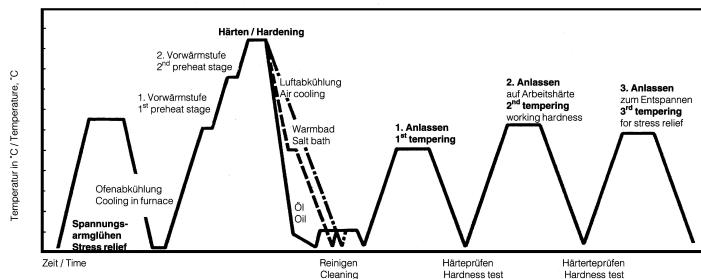 Temperatur in °C / Temperature, °C
Härten / Hardening
2. Vorwärmstufe
2nd preheat stage
1. Vorwärmstufe
1st preheat stage
Luftabkühlung
Air cooling
Warmbad
Salt bath
Öl
Oil
Ofenabkühlung
Cooling in furnace
Spannungs-
armglühen
Stress relief
1. Anlassen
1st tempering
2. Anlassen
auf Arbeitshärte
2nd tempering
working hardness
3. Anlassen
zum Entspannen
3rd tempering
for stress relief
Zeit / Time
Reinigen
Cleaning
Härteprüfen
Hardness test
Härterteprüfen
Hardness test